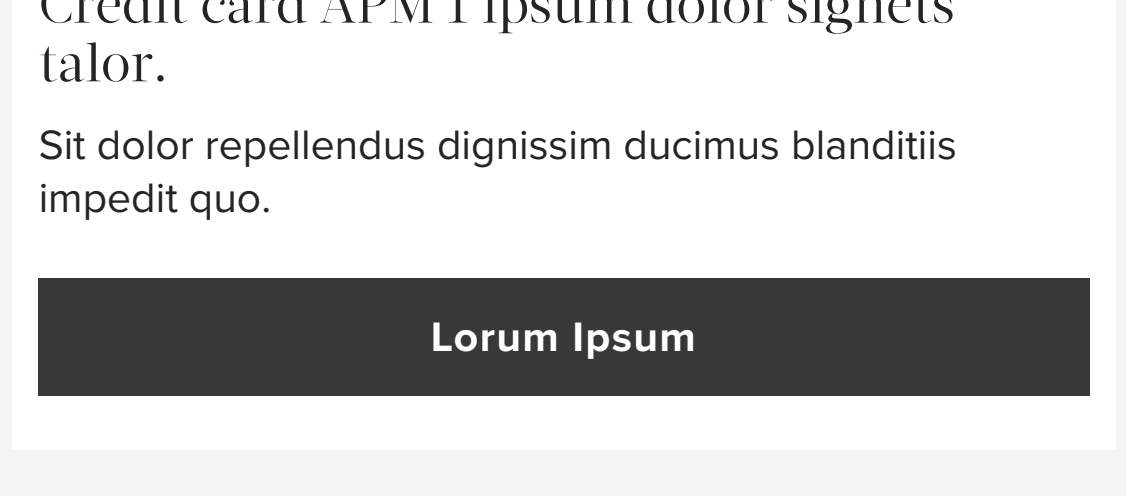 Credit card APM 1 ipsum dolor signets
talor.
Sit dolor repellendus dignissim ducimus blanditiis
impedit quo.
Lorum Ipsum